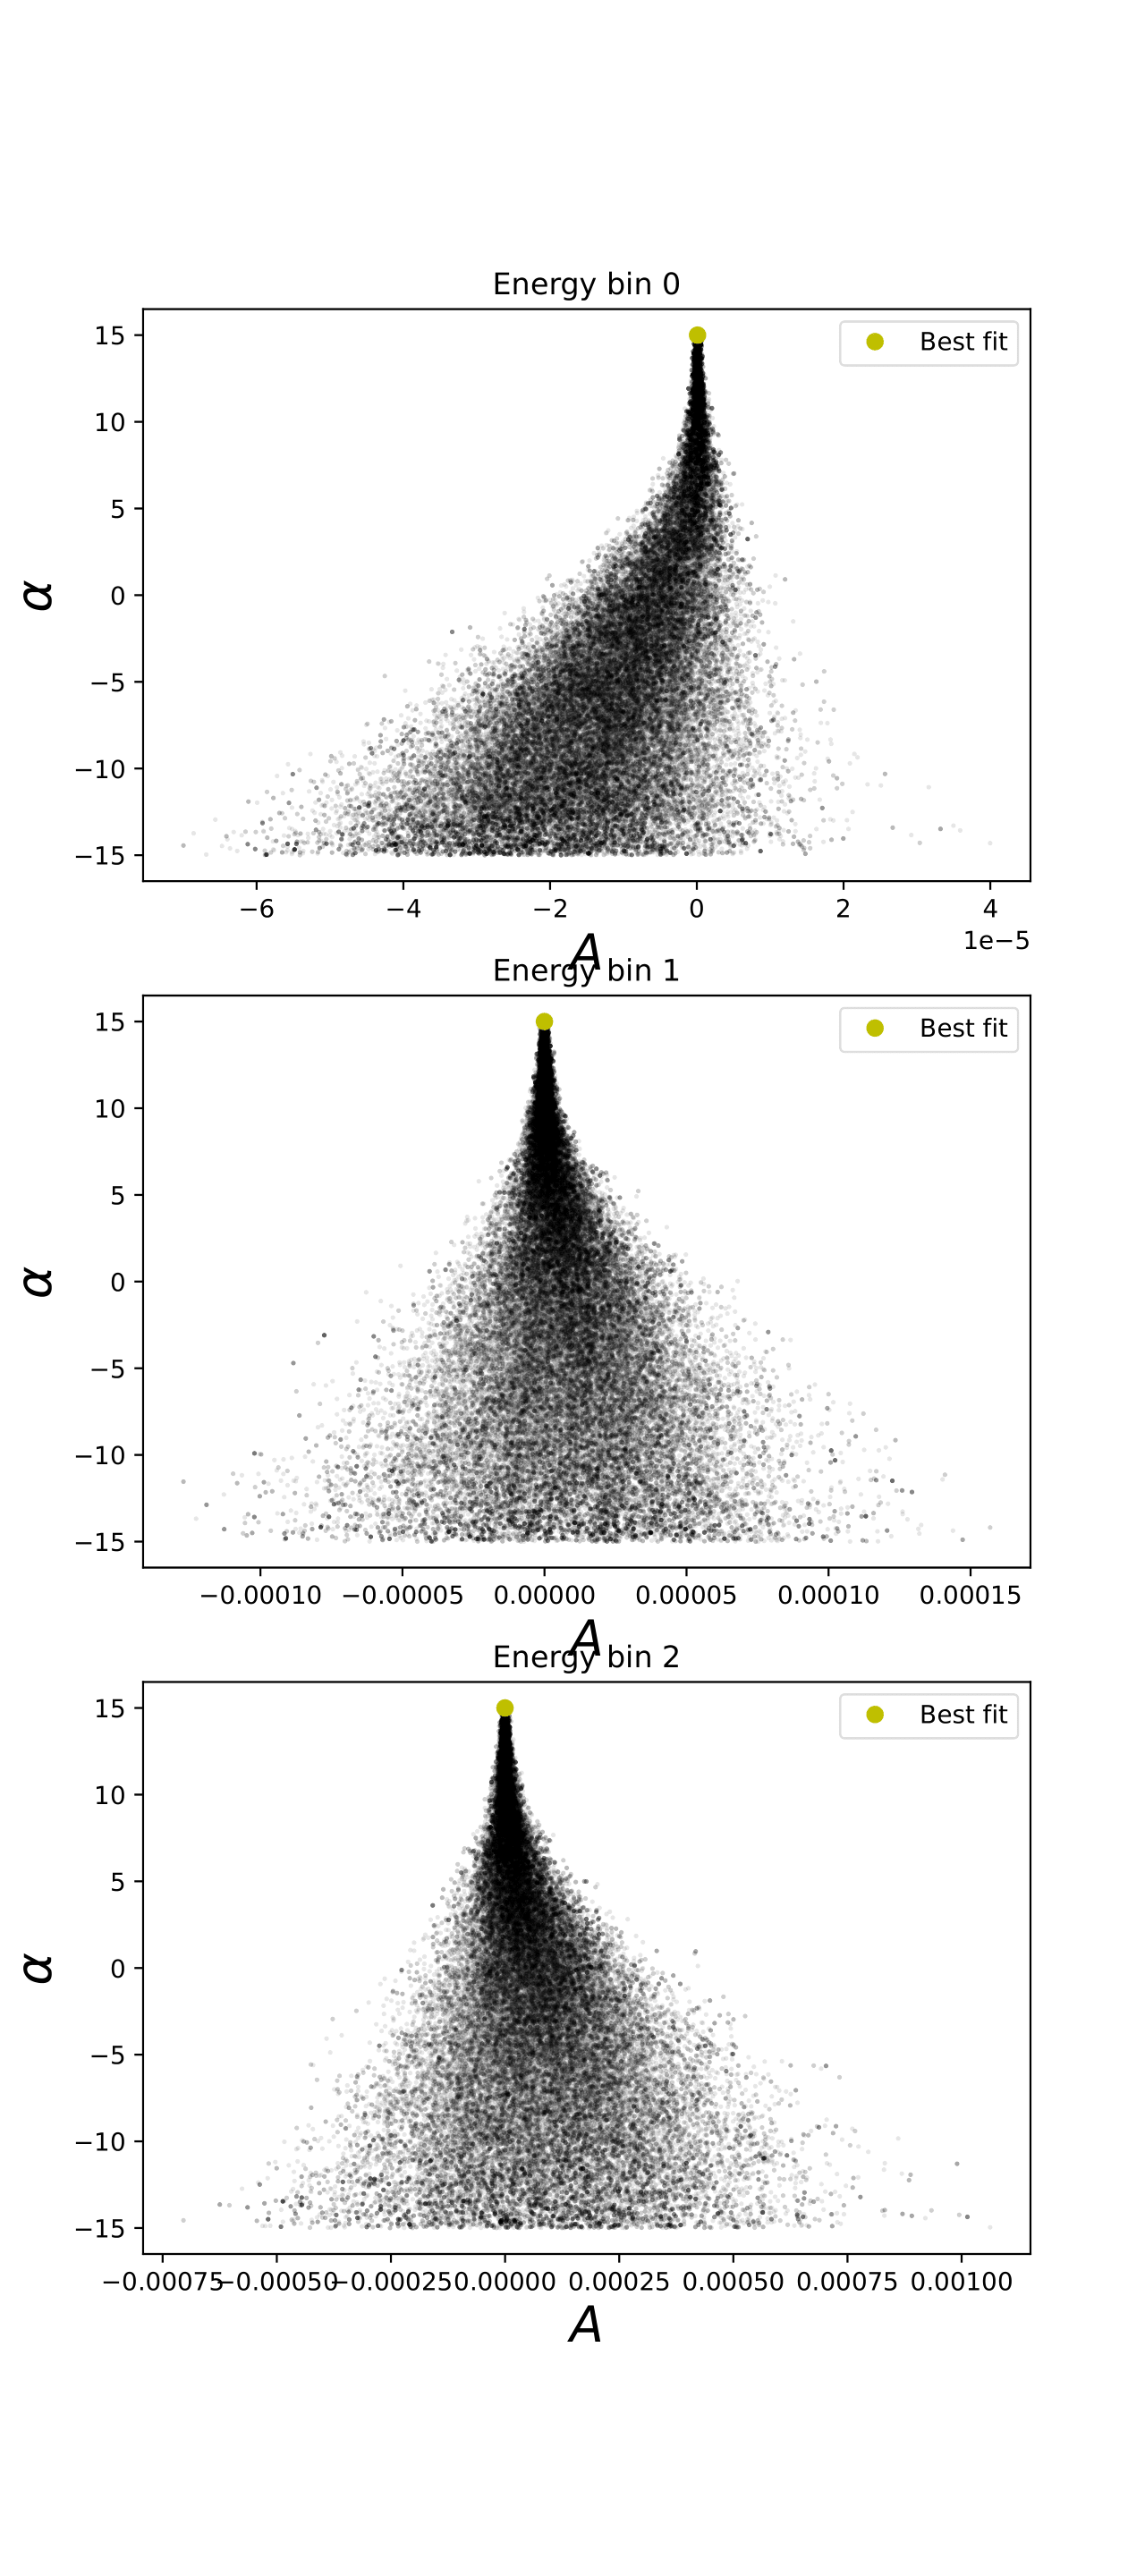 Energy bin 0
Best fit
15
10
5
0
−5
−10
−15
α
−6 −4 −2 0 2 4
1e−5
A
Energy bin 1
Best fit
15
10
5
0
−5
−10
−15
α
−0.00010 −0.00005 0.00000 0.00005 0.00010 0.00015
A
Energy bin 2
Best fit
15
10
5
0
−5
−10
−15
α
−0.00075 −0.00050 −0.00025 0.00000 0.00025 0.00050 0.00075 0.00100
A